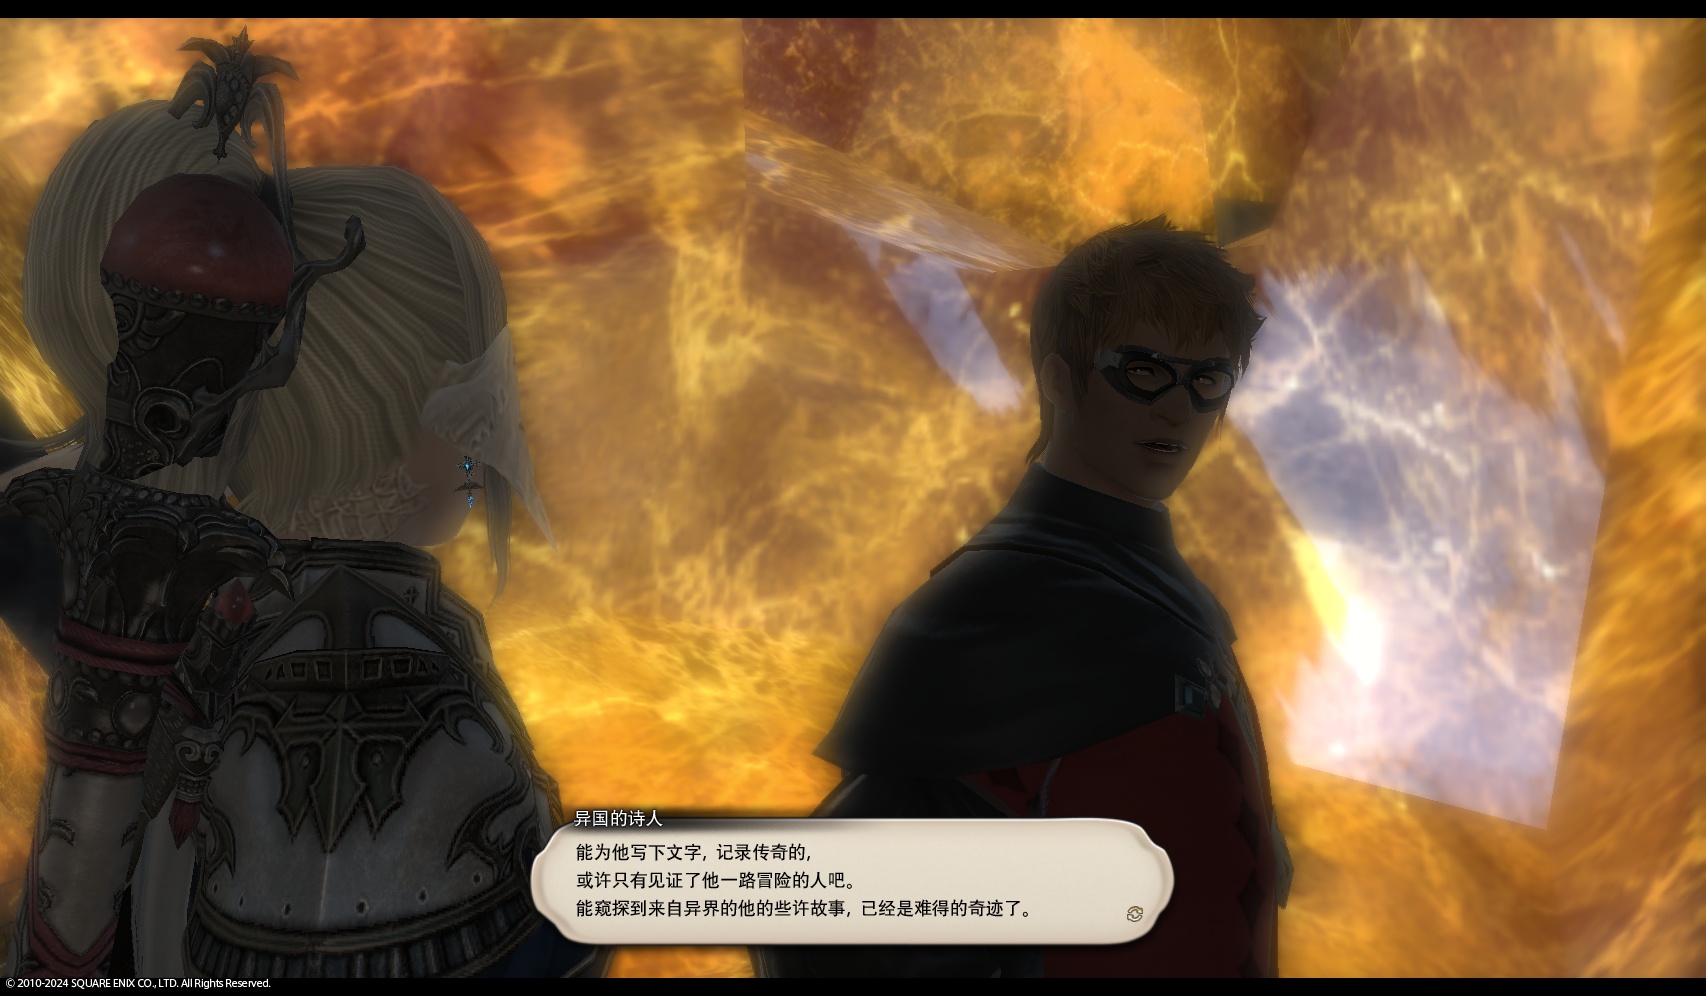 异国的诗人
能为他写下文字，记录传奇的，
或许只有见证了他一路冒险的人吧。
能窥探到来自异界的他的些许故事，已经是难得的奇迹了。
© 2010-2024 SQUARE ENIX CO., LTD. All Rights Reserved.